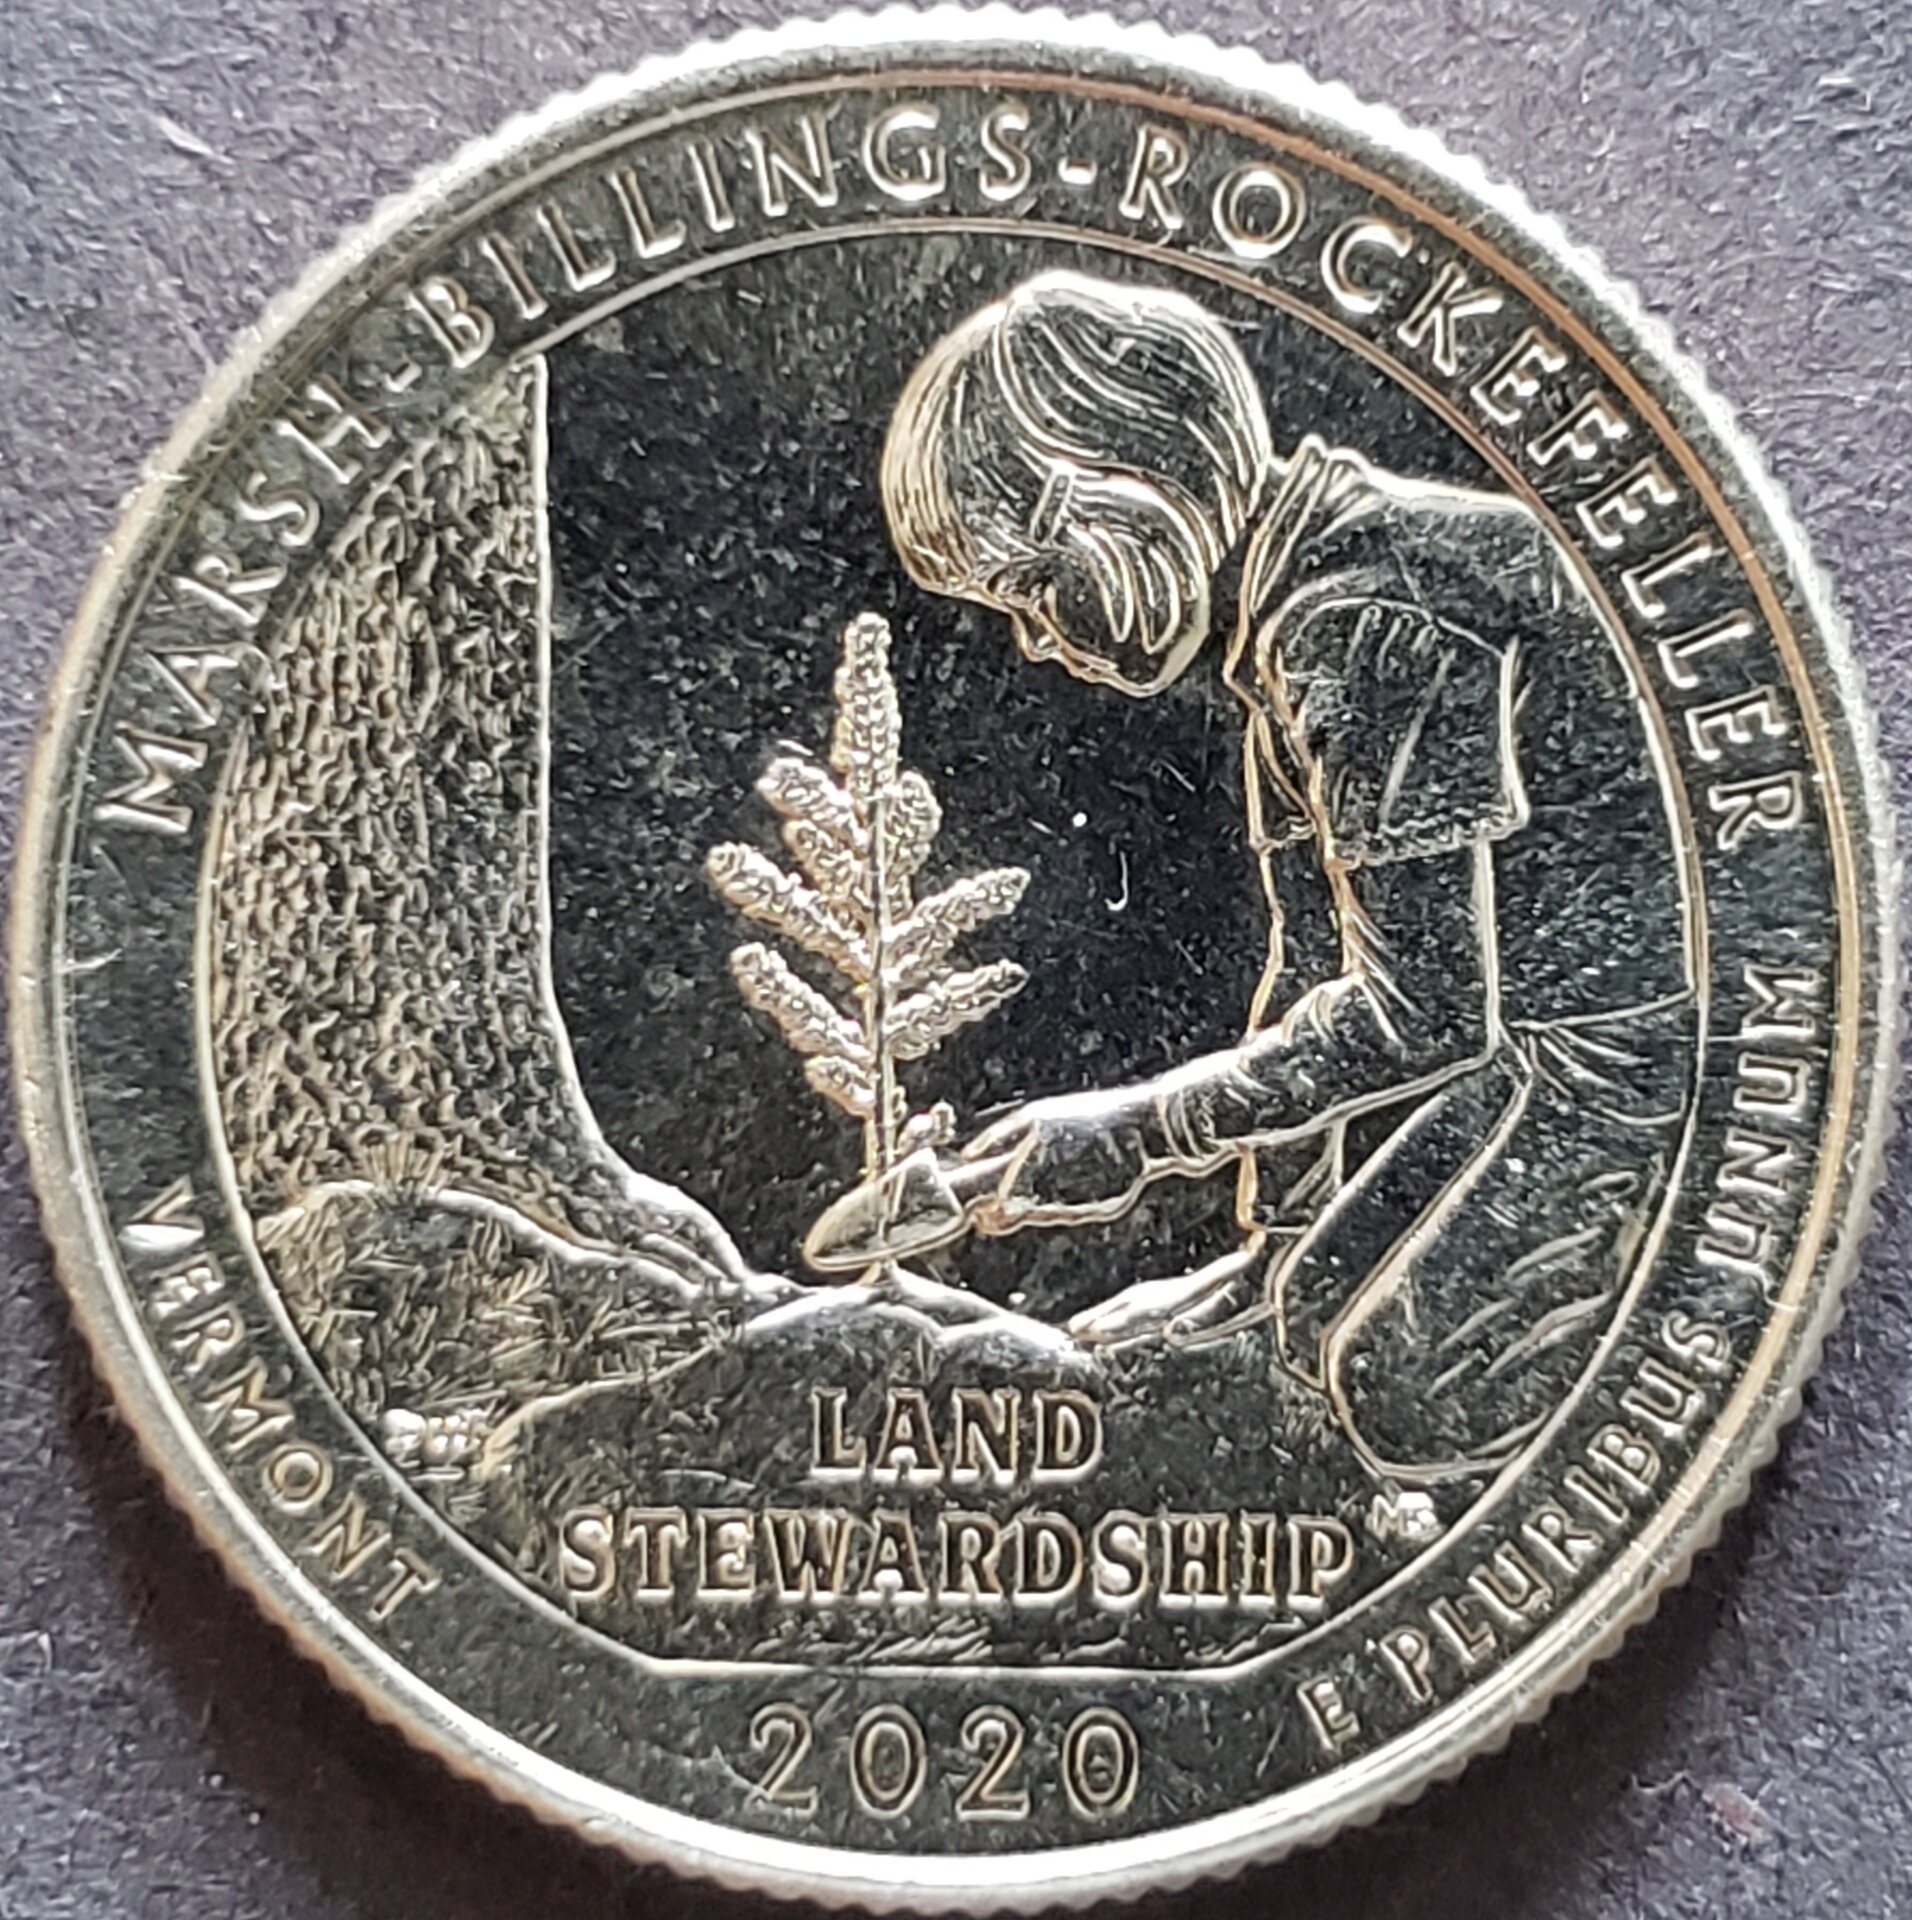 MARSH-BILLINGS-ROCKEFELLER
VERMONT
LAND
STEWARDSHIP
2020
E PLURIBUS UNUM